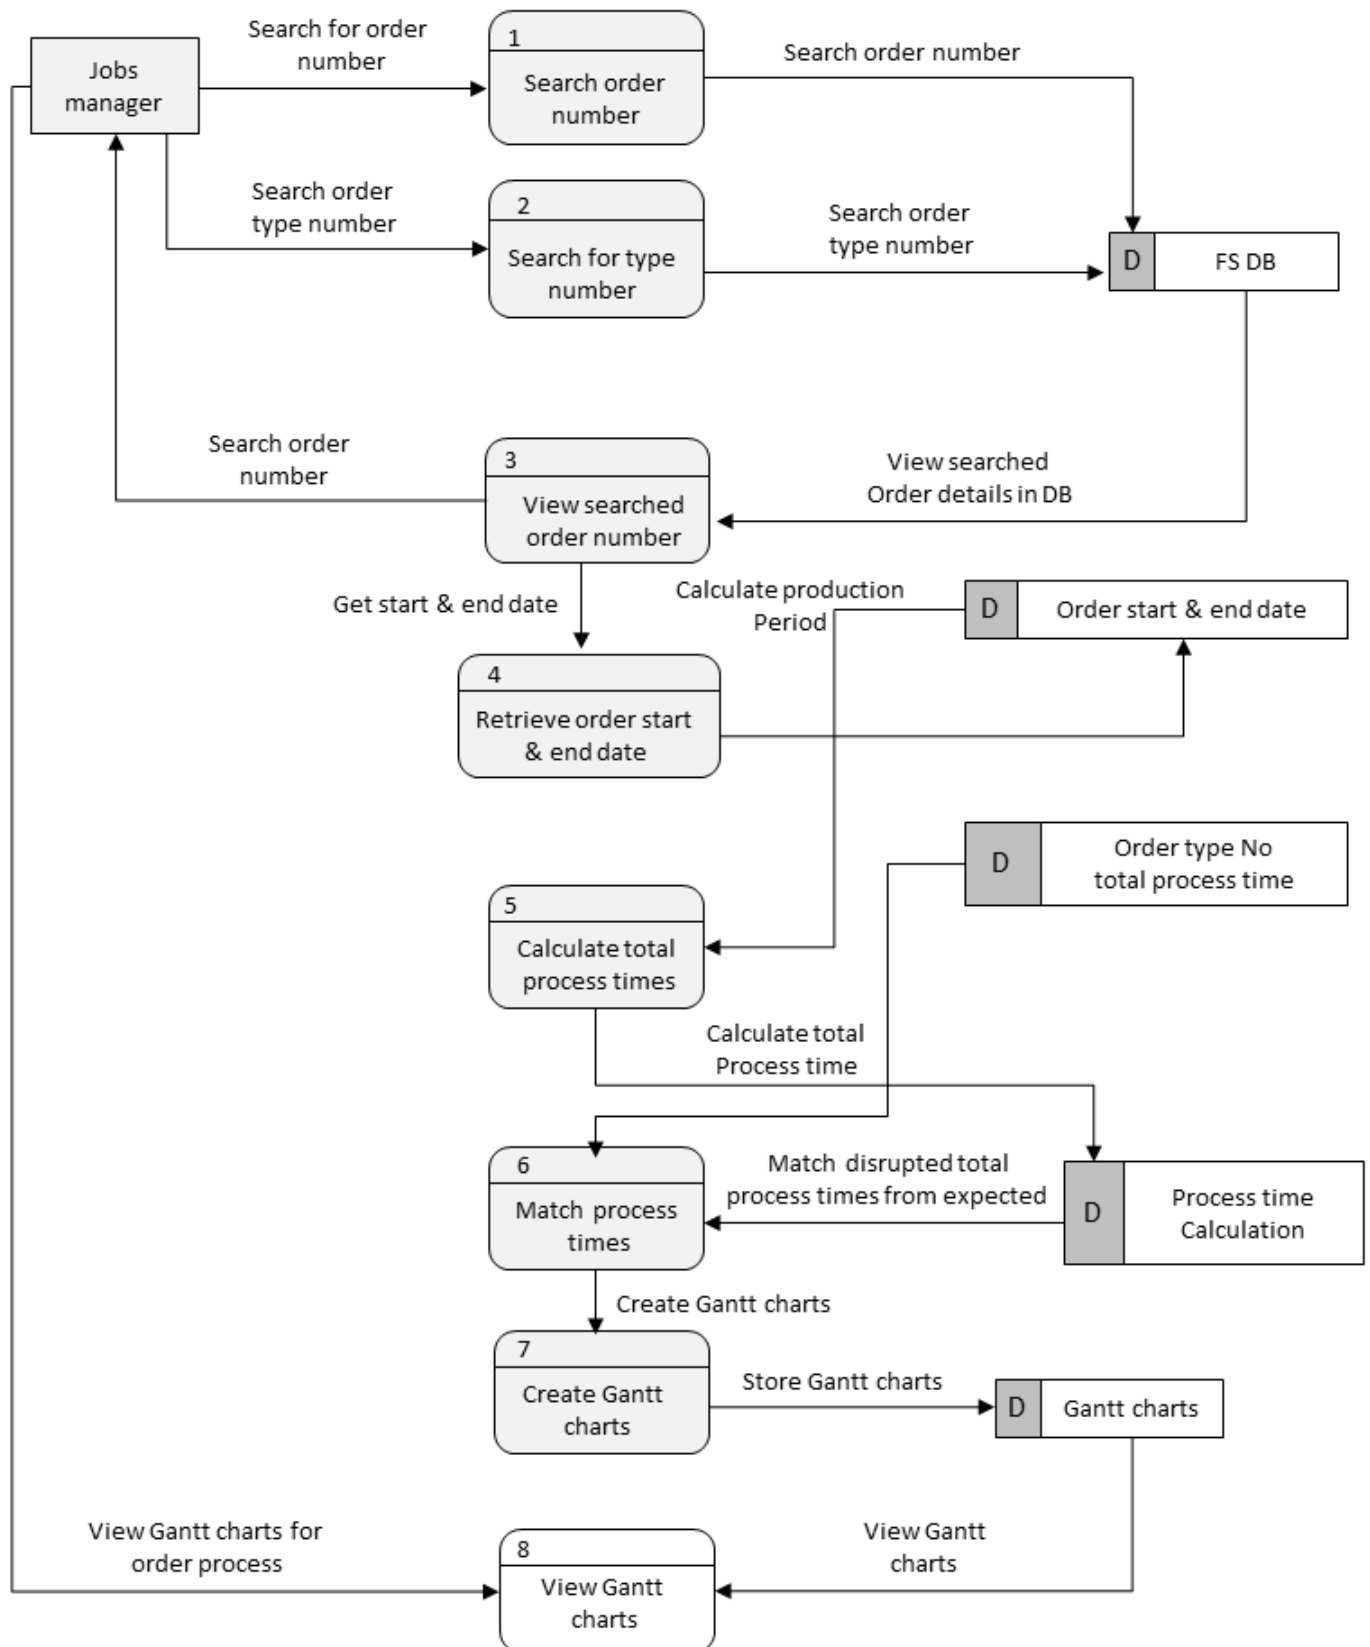 Search for order
number
1
Search order
number
Search order number
Jobs
manager
Search order
type number
2
Search for type
number
Search order
type number
D
FS DB
Search order
number
3
View searched
order number
View searched
Order details in DB
Get start & end date
Calculate production
Period
D
Order start & end date
4
Retrieve order start
& end date
D
Order type No
total process time
5
Calculate total
process times
Calculate total
Process time
6
Match process
times
Match disrupted total
process times from expected
D
Process time
Calculation
Create Gantt charts
7
Create Gantt
charts
Store Gantt charts
D
Gantt charts
View Gantt charts for
order process
8
View Gantt
charts
View Gantt
charts